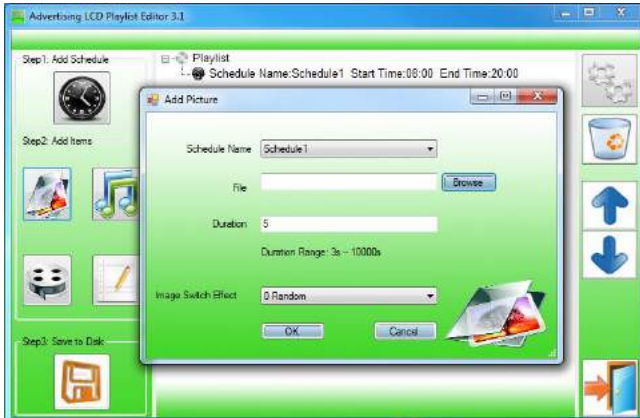 Advertising LCD Playlist Editor 3.1
Step1: Add Schedule
Playlist
Schedule Name:Schedule1 Start Time:08:00 End Time:20:00
Add Picture
Step2: Add Items
Schedule Name Schedule1
File Browse
Duration 5
Duration Range: 3s -- 10000s
Image Switch Effect 0 Random
OK Cancel
Step3: Save to Disk